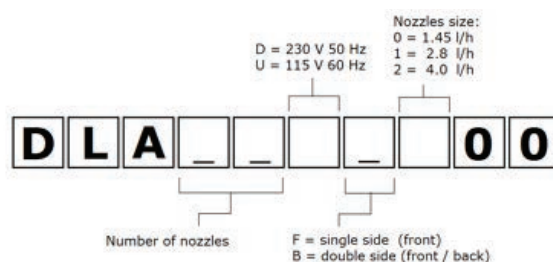 Nozzles size:
0 = 1.45 l/h
1 = 2.8 l/h
2 = 4.0 l/h
D = 230 V 50 Hz
U = 115 V 60 Hz
D L A _ _ _ 0 0
Number of nozzles
F = single side (front)
B = double side (front / back)